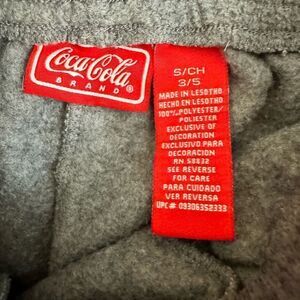 Coca-Cola
BRAND®
S/CH
3/5
MADE IN LESOTHO
HECHO EN LESOTHO
100% POLYESTER/
POLIESTER
EXCLUSIVE OF
DECORATION
EXCLUSIVO PARA
DECORACION
RN 58832
SEE REVERSE
FOR CARE
PARA CUIDADO
VER REVERSA
UPC# 09306352333